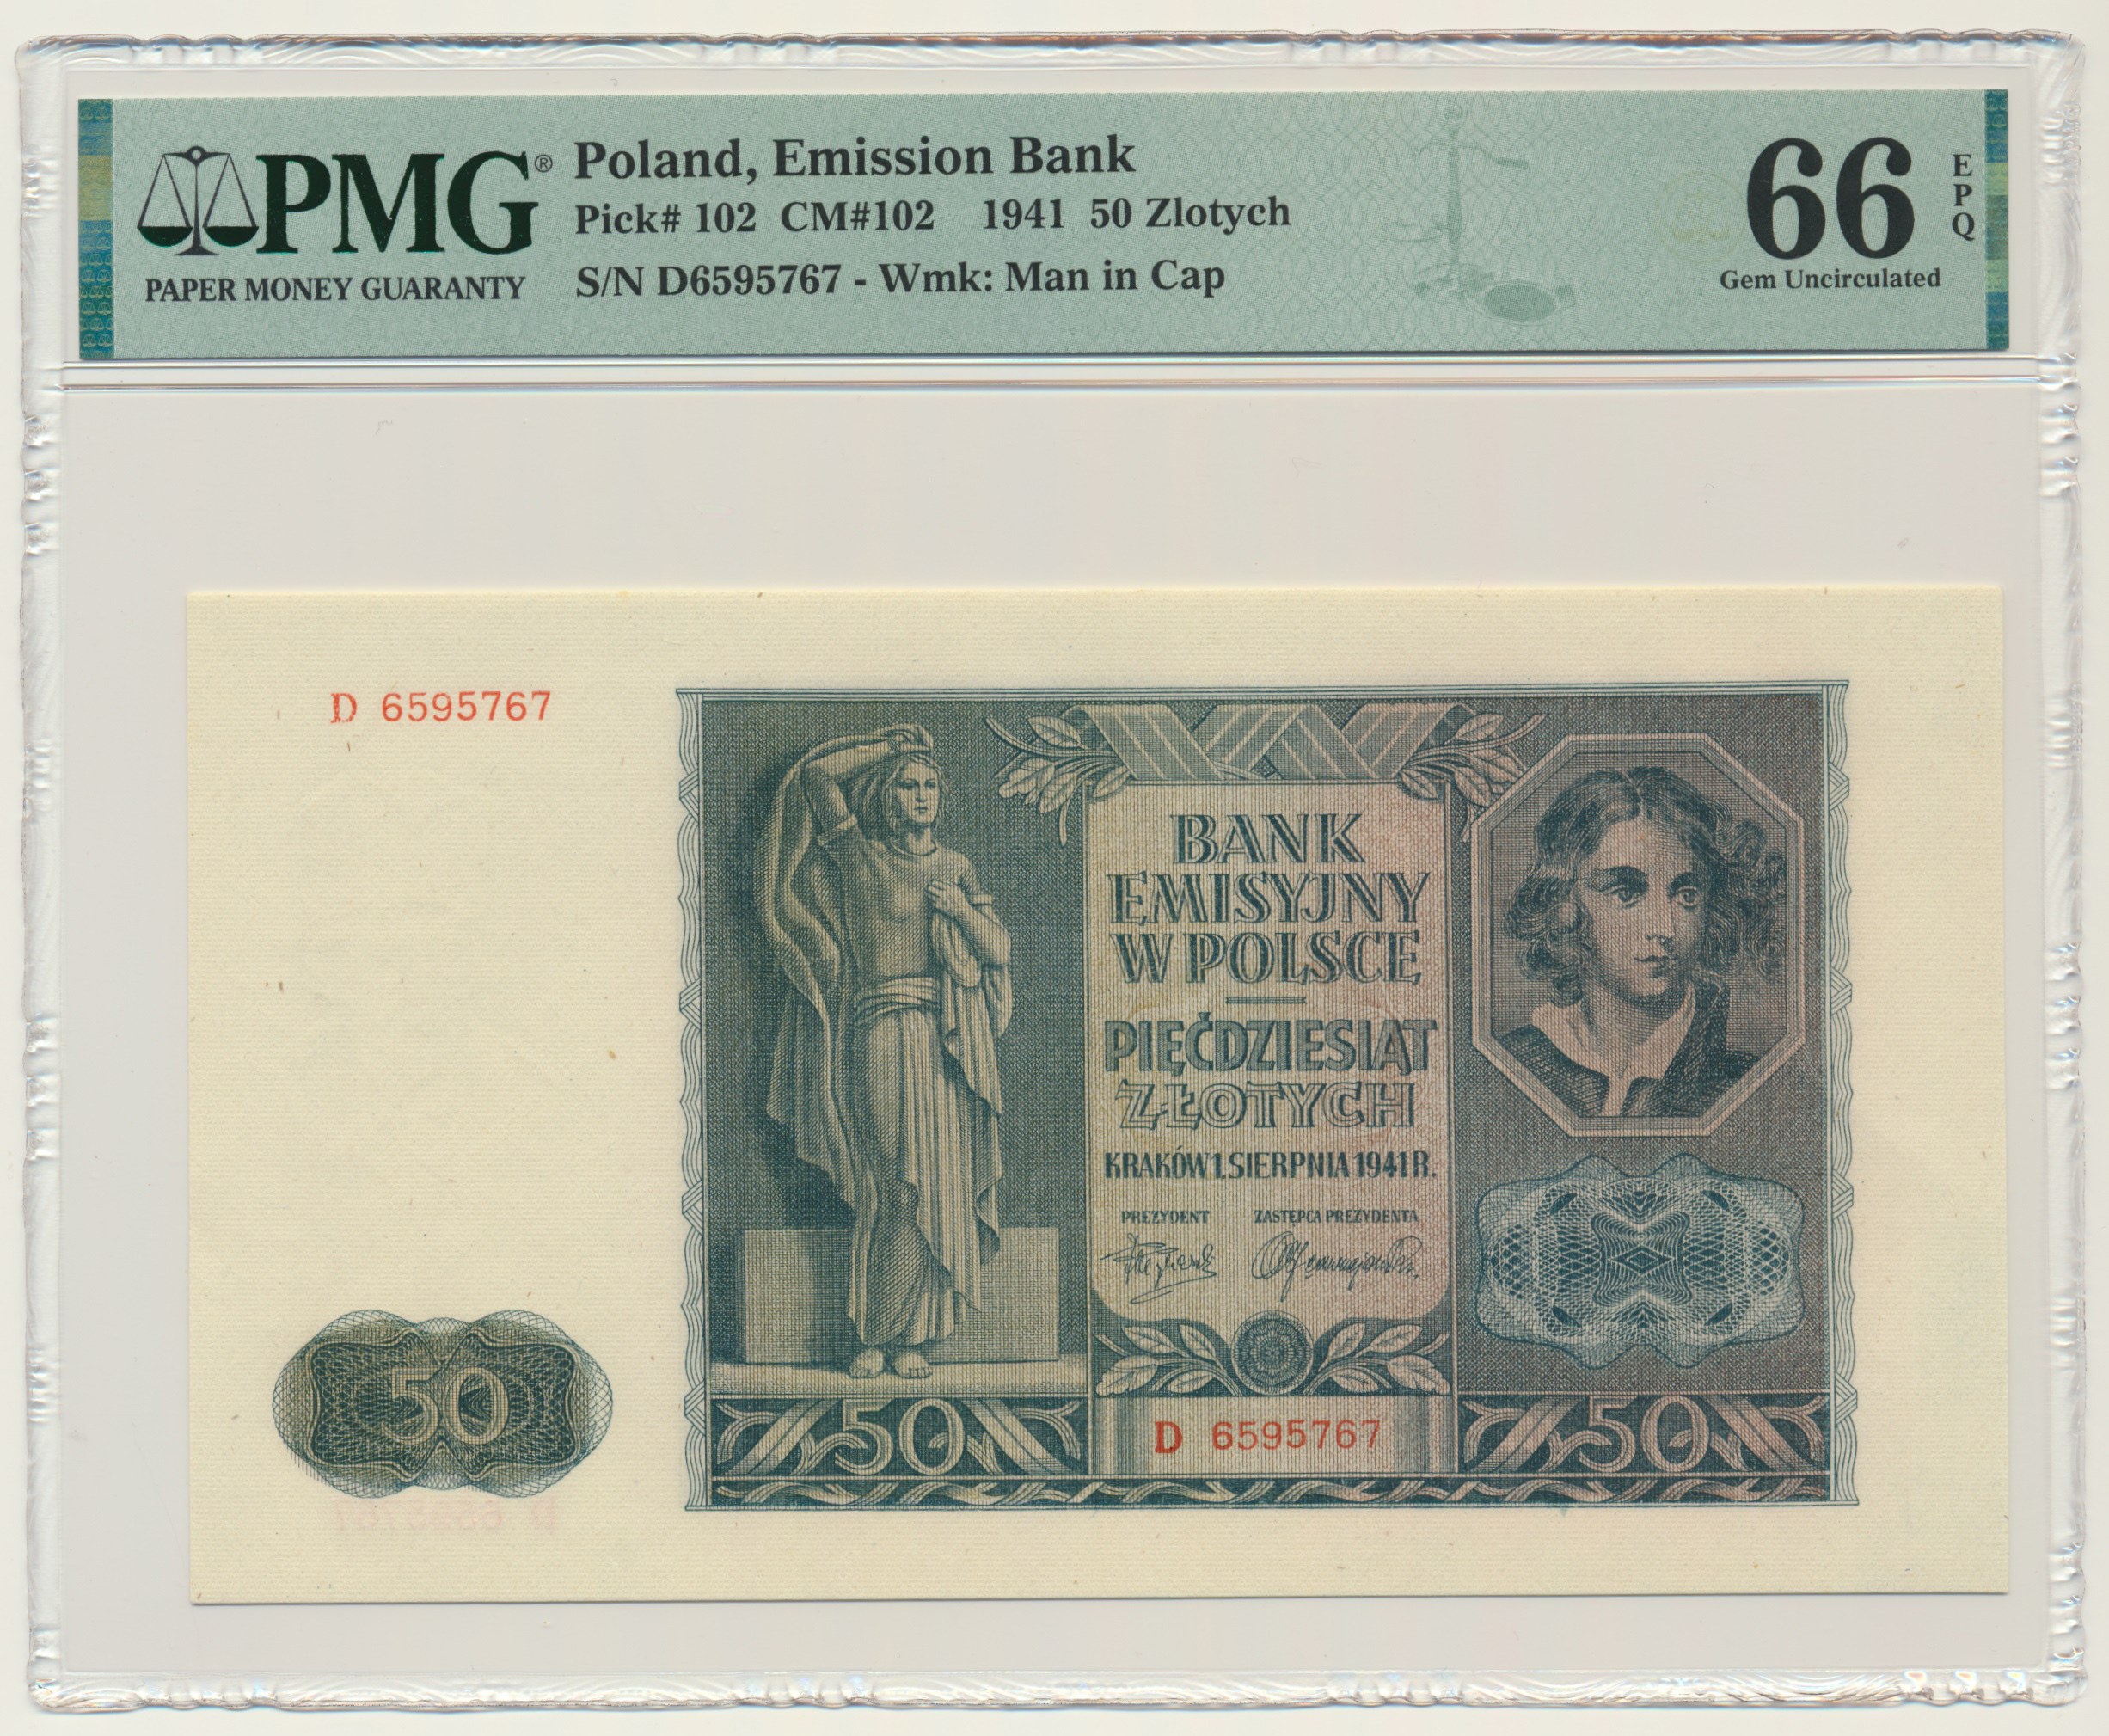 PMG®
PAPER MONEY GUARANTY
Poland, Emission Bank
Pick# 102 CM#102 1941 50 Zlotych
S/N D6595767 - Wmk: Man in Cap
66 EPQ
Gem Uncirculated
D 6595767
BANK
EMISYJNY
W POLSCE
PIĘĆDZIESIĄT
ZŁOTYCH
KRAKÓW 1. SIERPNIA 1941 R.
PREZYDENT ZASTĘPCA PREZYDENTA
50
50
50
D 6595767